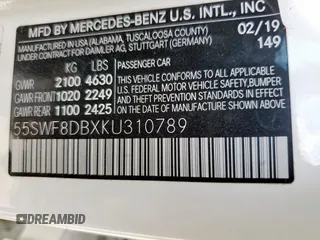 MFD BY MERCEDES-BENZ U.S. INTL., INC
MADE IN USA (ALABAMA, TUSCALOOSA COUNTY) 02/19
UNDER CONTRACT FOR DAIMLER AG, STUTTGART (GERMANY) 149
KG LBS PASSENGER CAR
GVWR 2100 4630
GAWR FRONT 1020 2249
GAWR REAR 1100 2425
THIS VEHICLE CONFORMS TO ALL APPLICABLE
U.S. FEDERAL MOTOR VEHICLE SAFETY, BUMPER, AND
THEFT PREVENTION STANDARDS IN EFFECT ON THE
DATE OF MANUFACTURE SHOWN ABOVE.
55SWF8DBXKU310789
DREAMBID